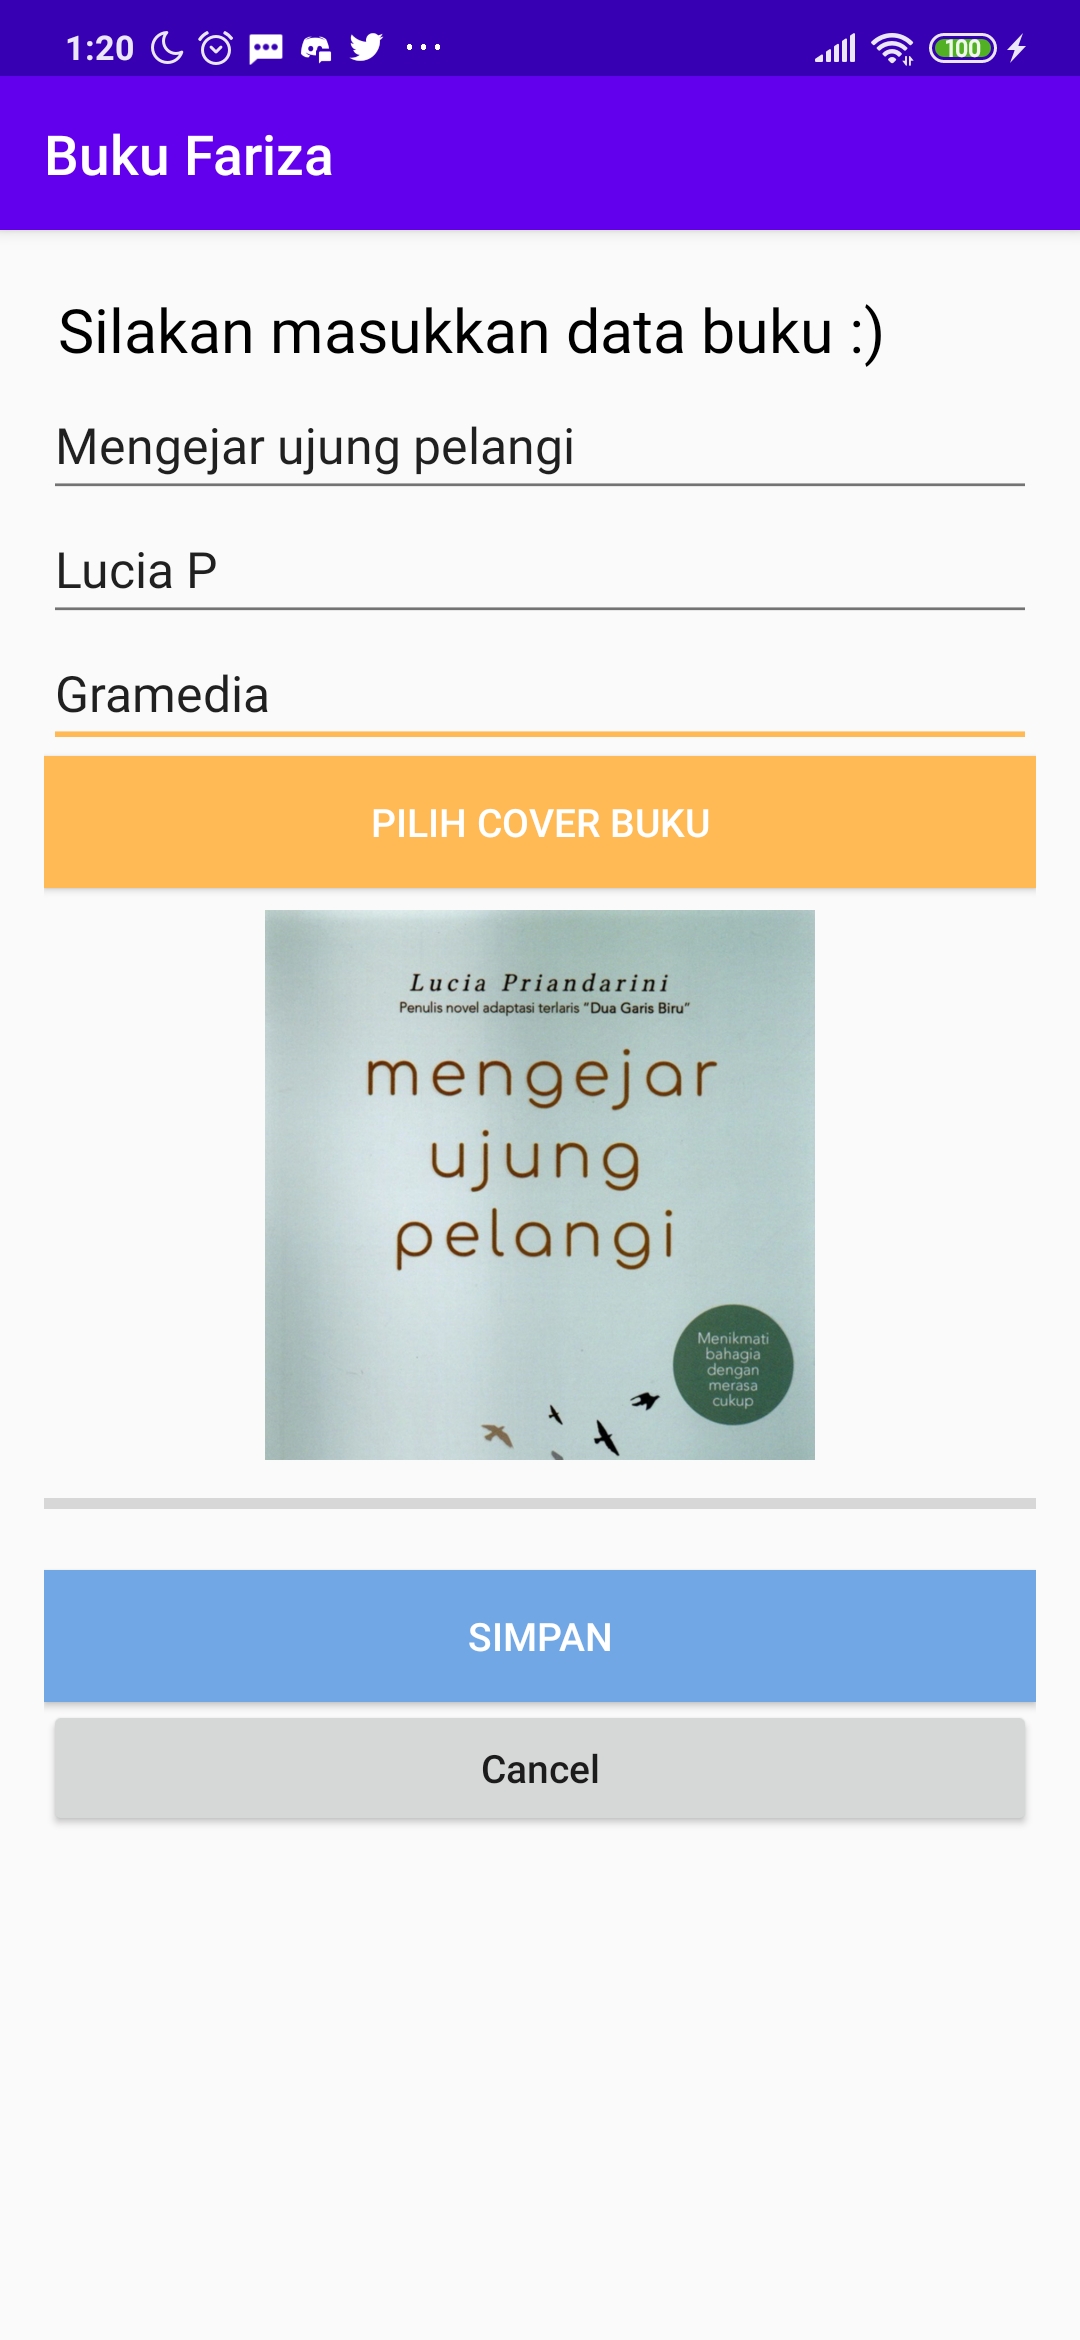 1:20
100
Buku Fariza
Silakan masukkan data buku :)
Mengejar ujung pelangi
Lucia P
Gramedia
PILIH COVER BUKU
Lucia Priandarini
Penulis novel adaptasi terlaris "Dua Garis Biru"
mengejar
ujung
pelangi
Menikmati
bahagia
dengan
merasa
cukup
SIMPAN
Cancel